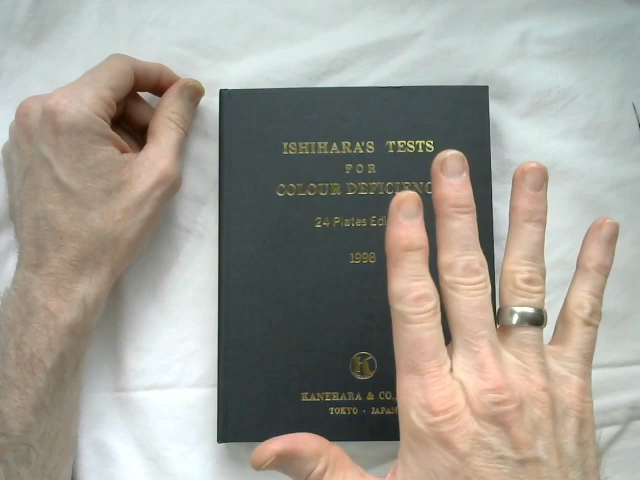 ISHIHARA'S TESTS
FOR
COLOUR DEFICIENC
24 Plates Edi
1998
K
KANEHARA & CO.,
TOKYO · JAPAN